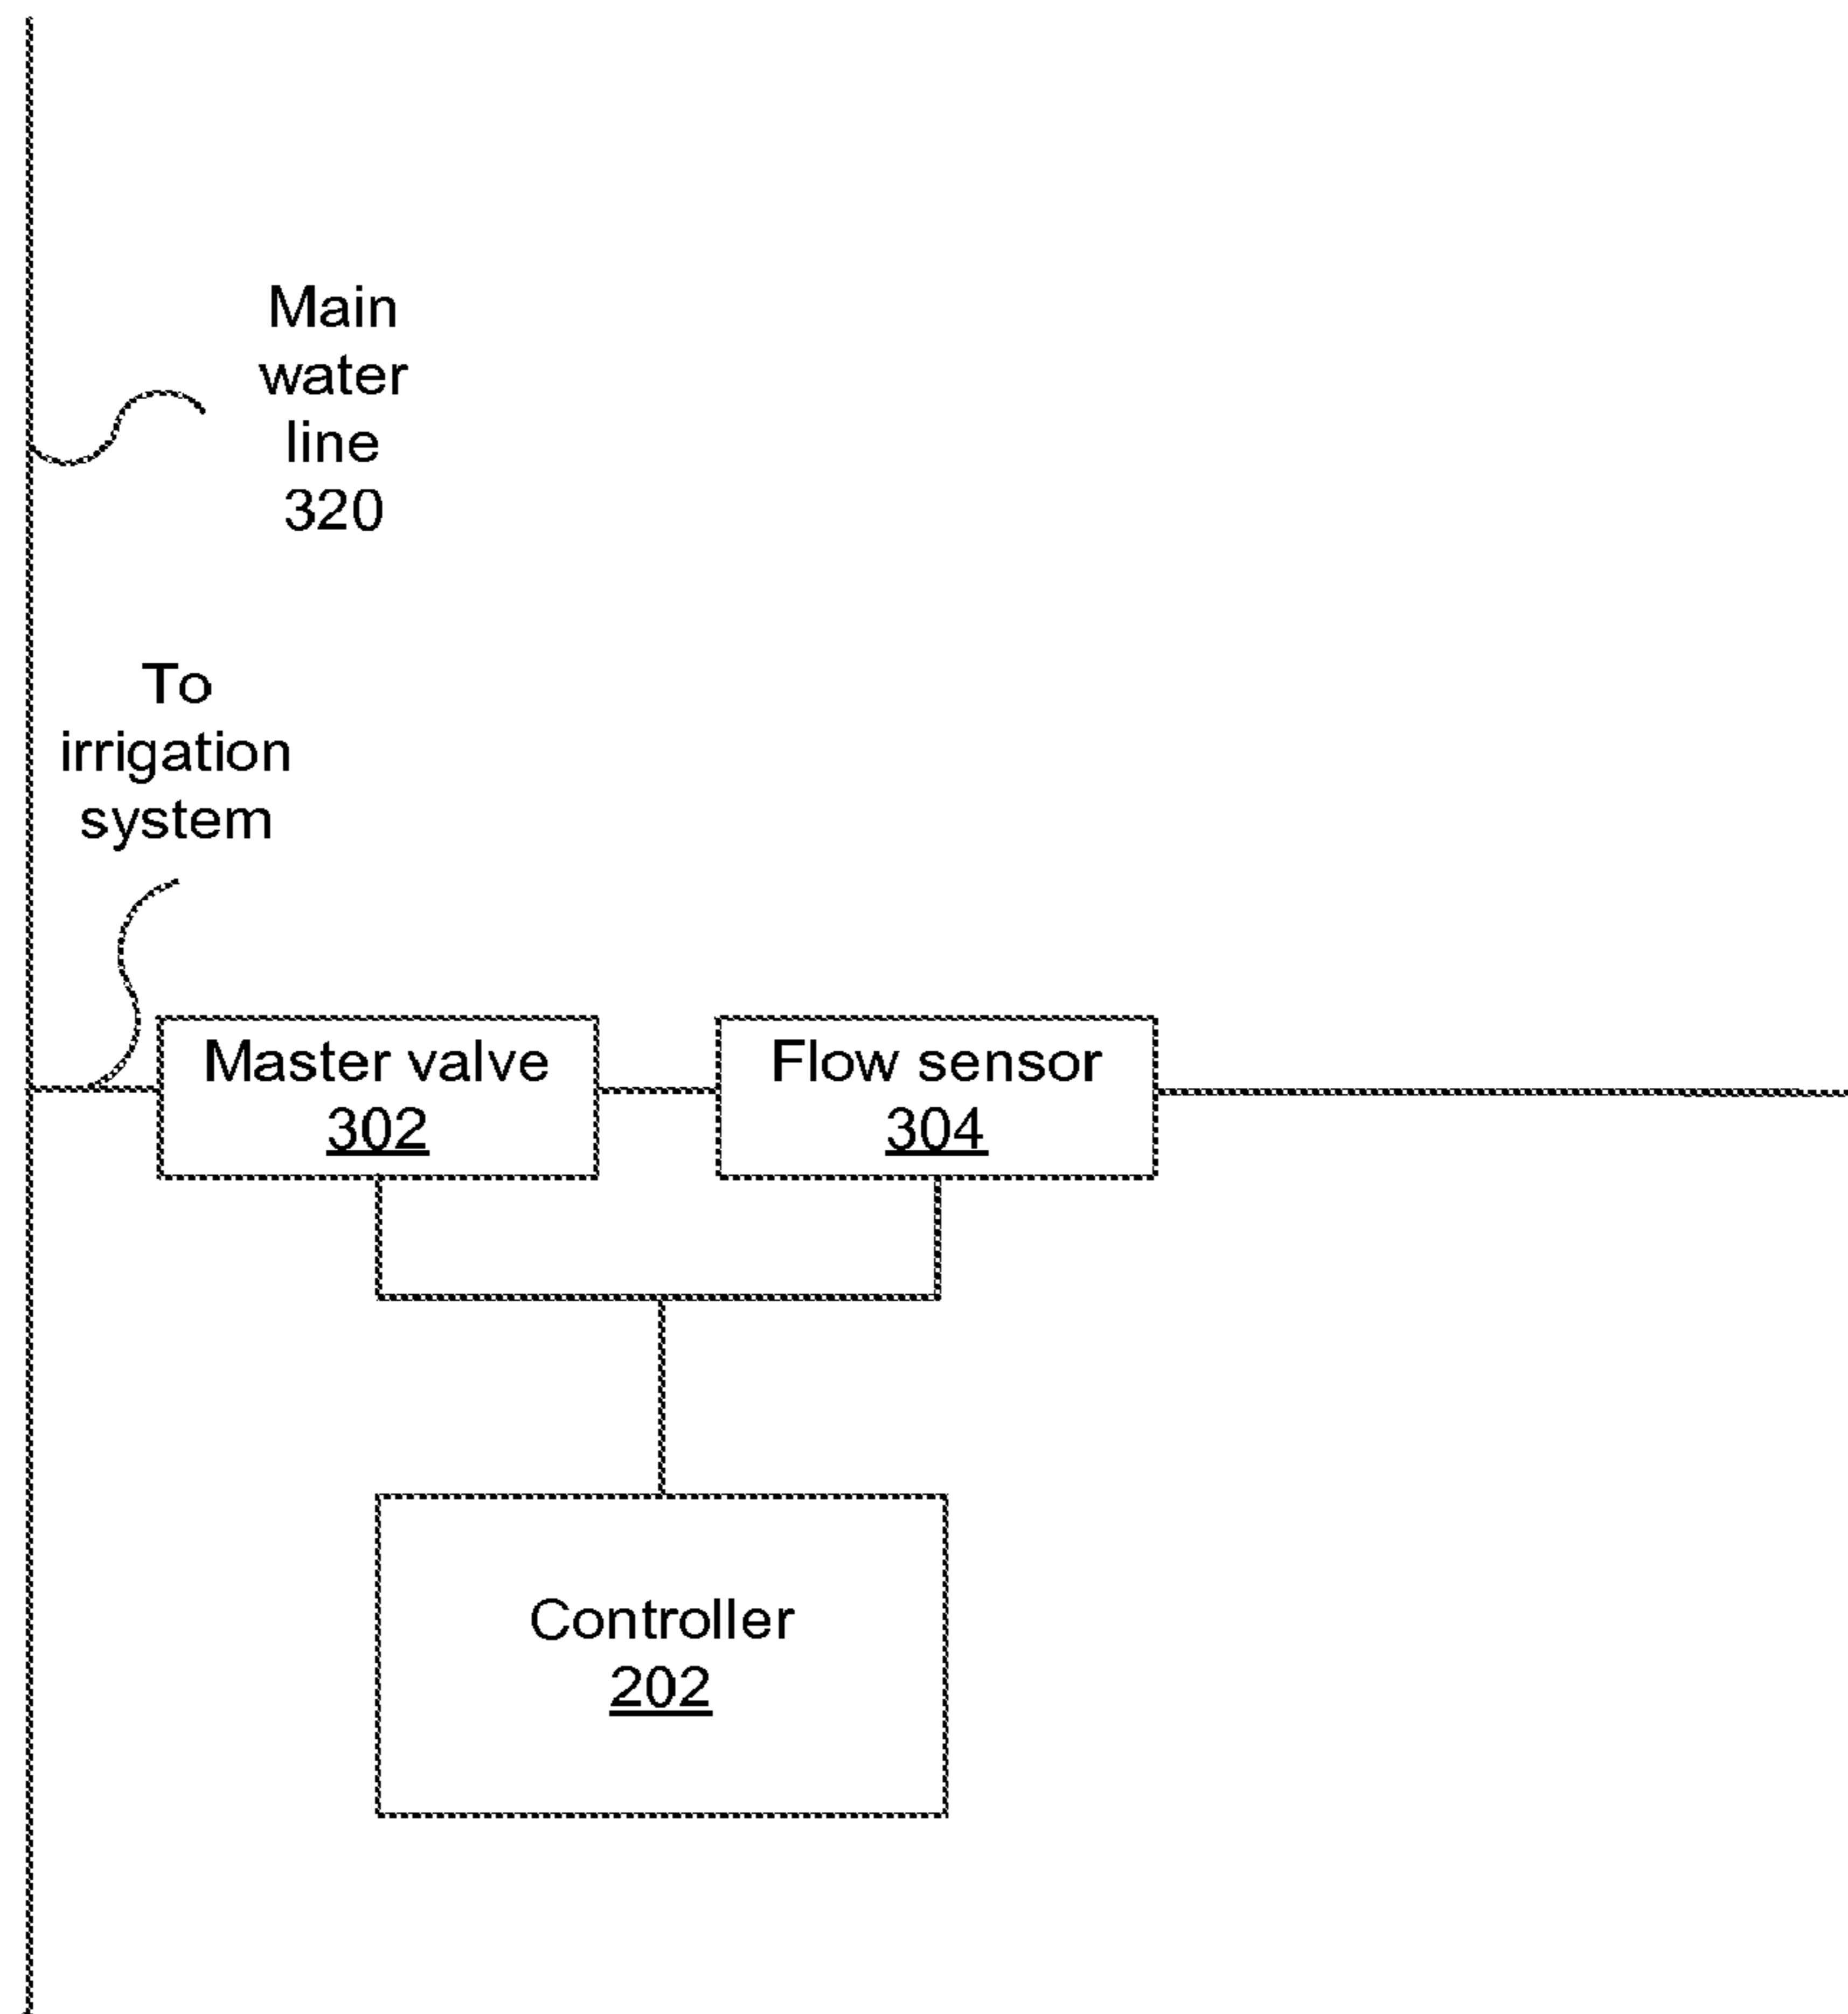 Main
water
line
320
To
irrigation
system
Master valve
302
Flow sensor
304
Controller
202